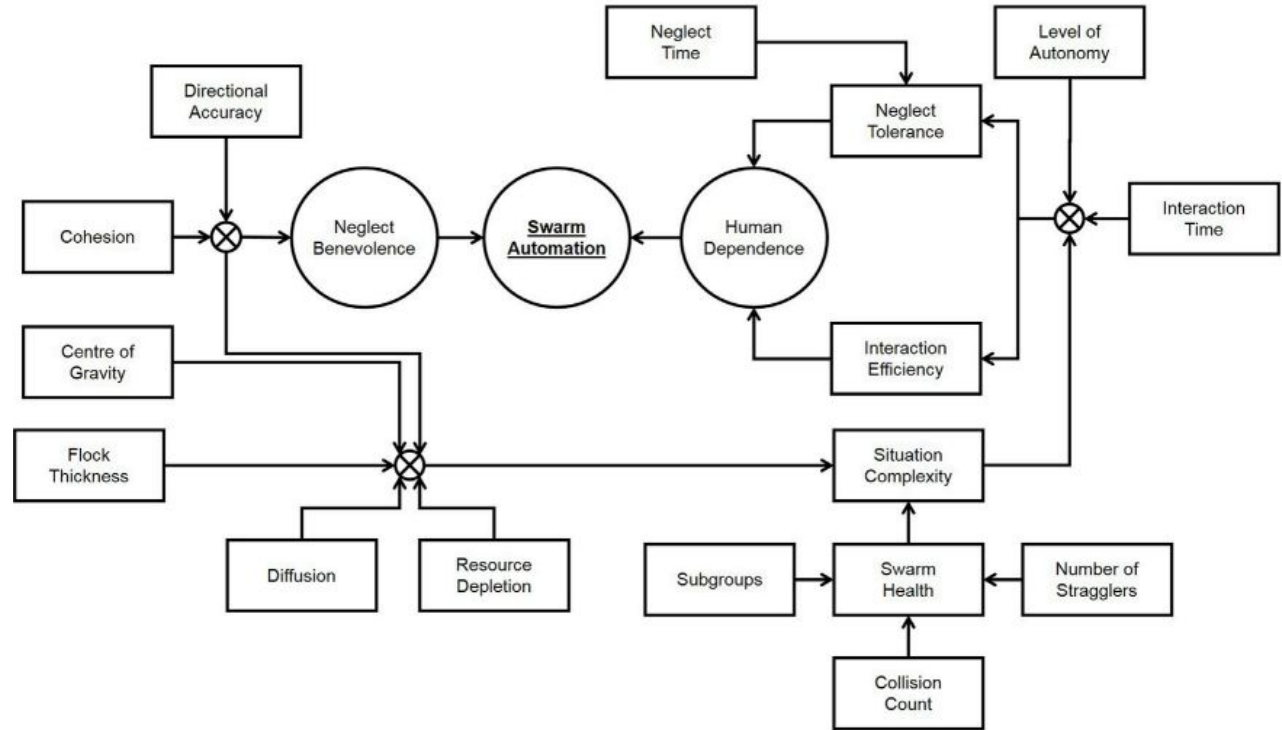 Neglect
Time
Level of
Autonomy
Directional
Accuracy
Neglect
Tolerance
Cohesion
Neglect
Benevolence
Swarm
Automation
Human
Dependence
Interaction
Time
Centre of
Gravity
Interaction
Efficiency
Flock
Thickness
Situation
Complexity
Diffusion
Resource
Depletion
Subgroups
Swarm
Health
Number of
Stragglers
Collision
Count